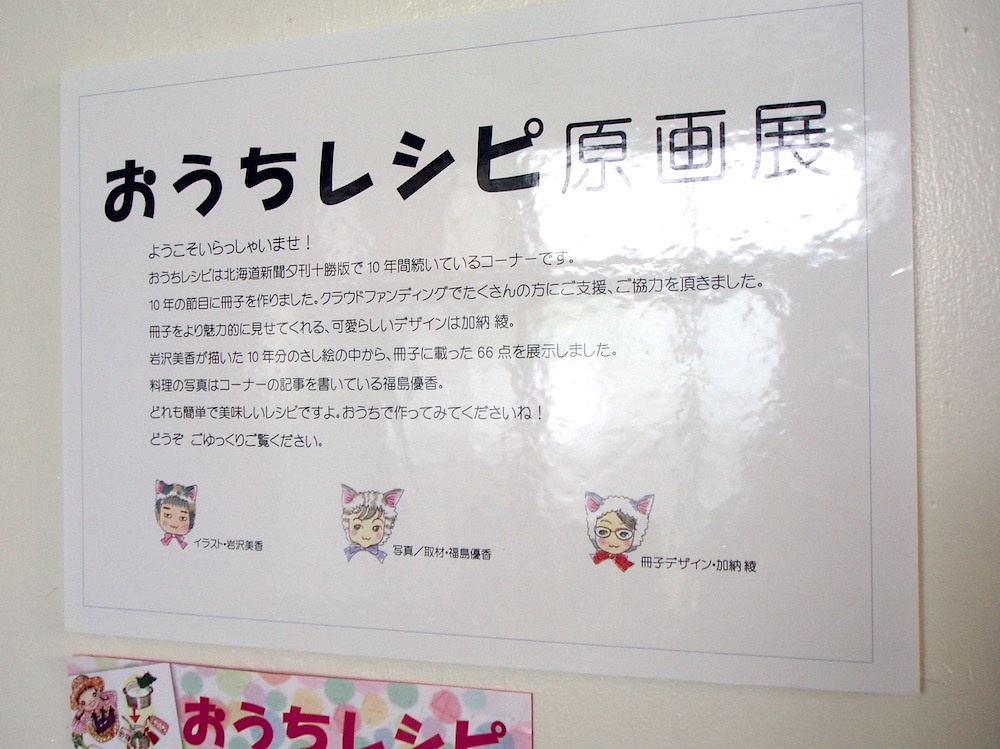 おうちレシピ原画展
ようこそいらっしゃいませ！
おうちレシピは北海道新聞夕刊十勝版で10年間続いているコーナーです。
10年の節目に冊子を作りました。クラウドファンディングでたくさんの方にご支援、ご協力を頂きました。
冊子をより魅力的に見せてくれる、可愛らしいデザインは加納 綾。
岩沢美香が描いた10年分のさし絵の中から、冊子に載った66点を展示しました。
料理の写真はコーナーの記事を書いている福島優香。
どれも簡単で美味しいレシピですよ。おうちで作ってみてくださいね！
どうぞ ごゆっくりご覧ください。
イラスト・岩沢美香
写真／取材・福島優香
冊子デザイン・加納 綾
おうちレシピ